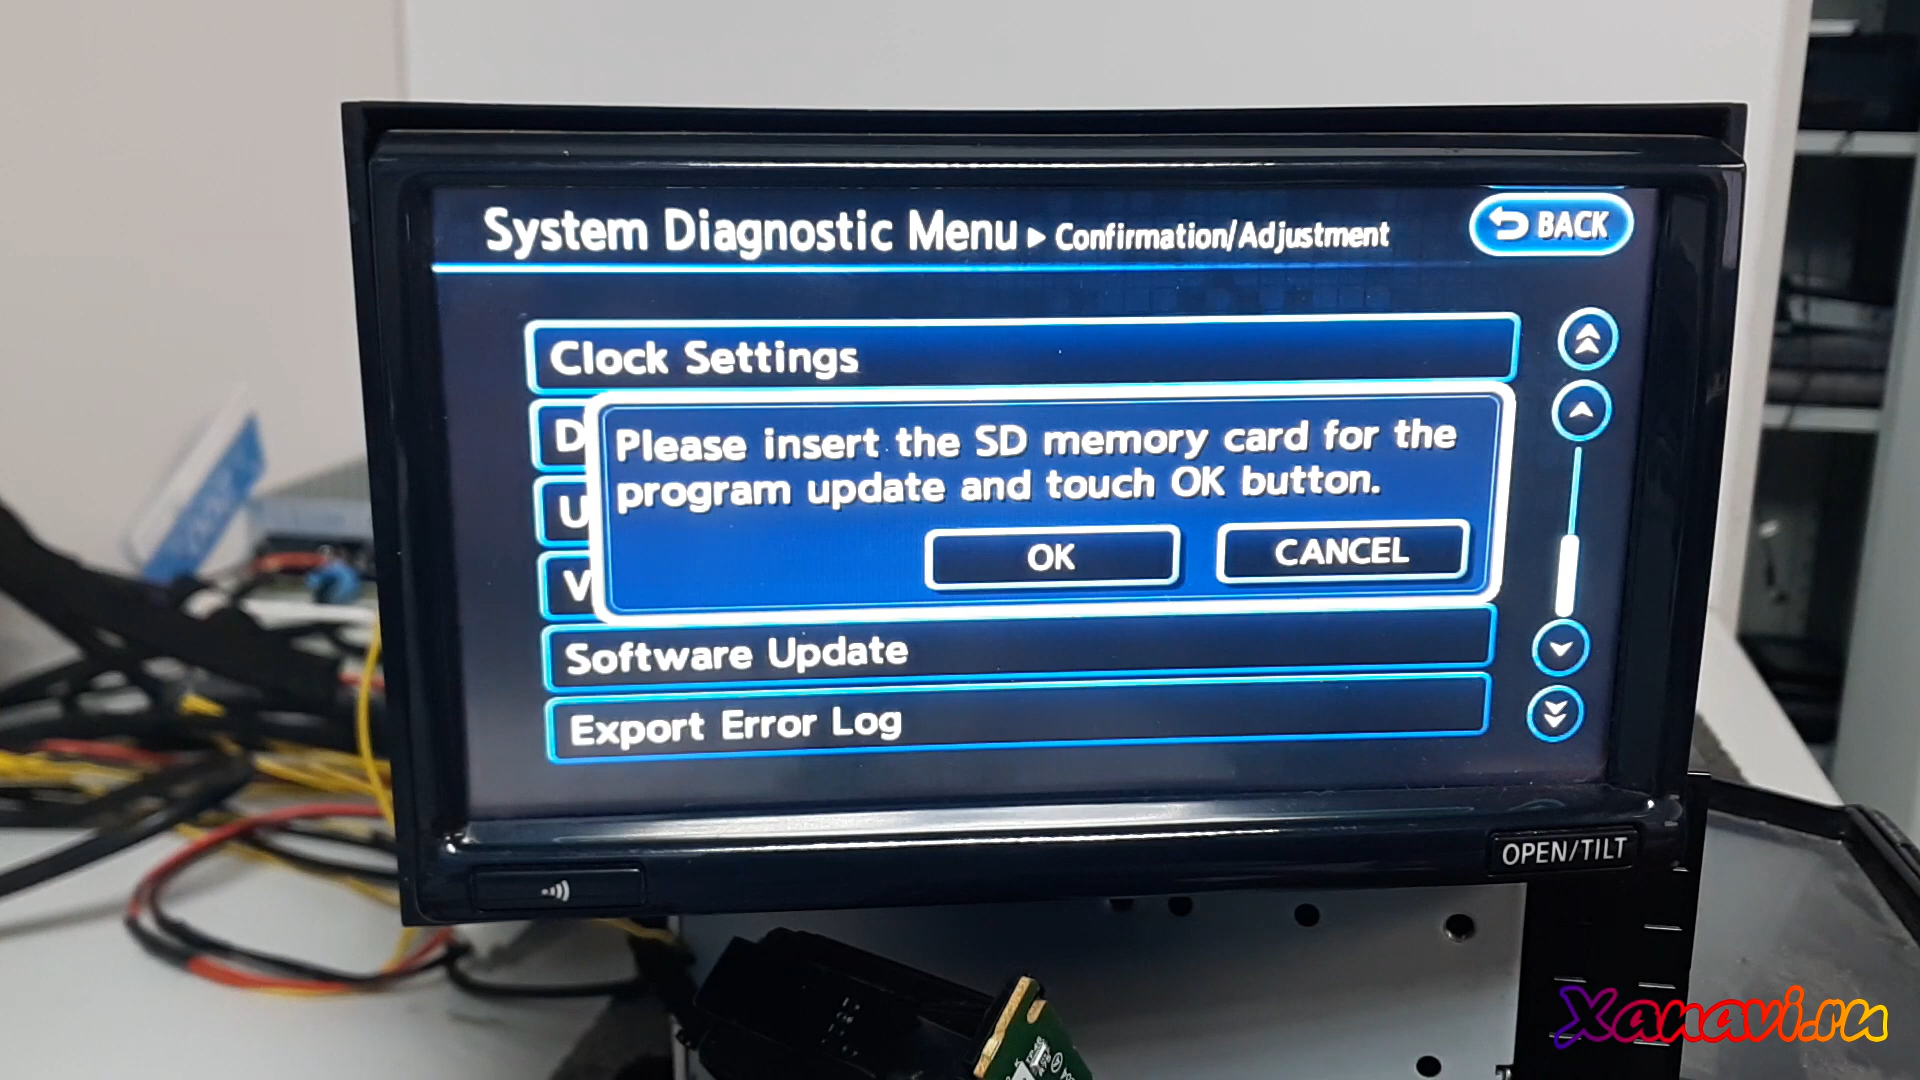 System Diagnostic Menu ▶ Confirmation/Adjustment
BACK
Clock Settings
D
Please insert the SD memory card for the
program update and touch OK button.
U
OK
CANCEL
V
Software Update
Export Error Log
OPEN/TILT
Xanavi.ru